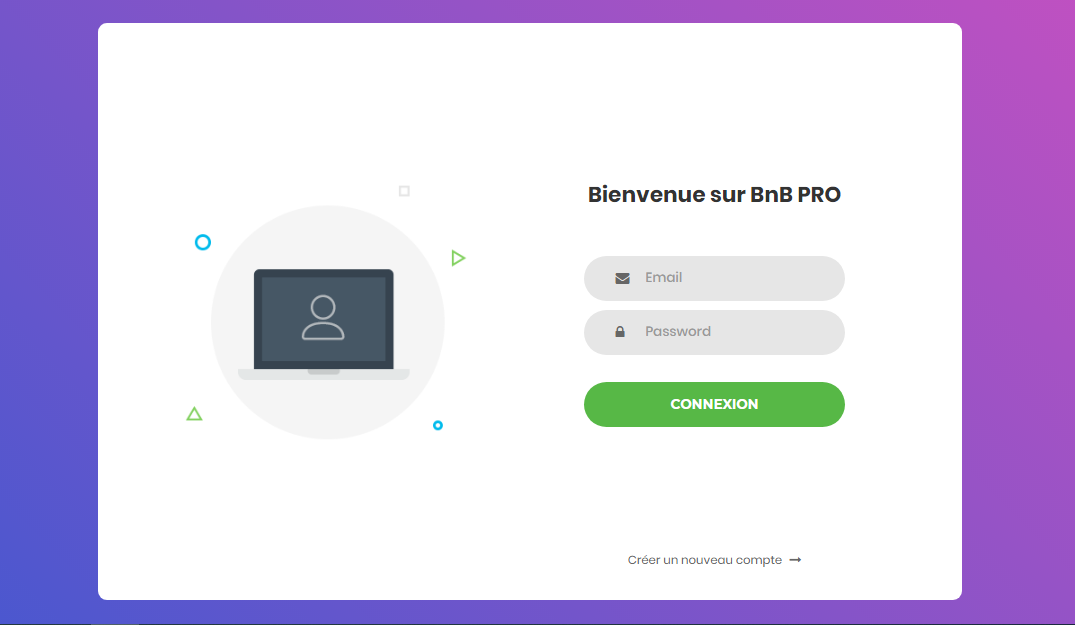 Bienvenue sur BnB PRO
Email
Password
CONNEXION
Créer un nouveau compte →